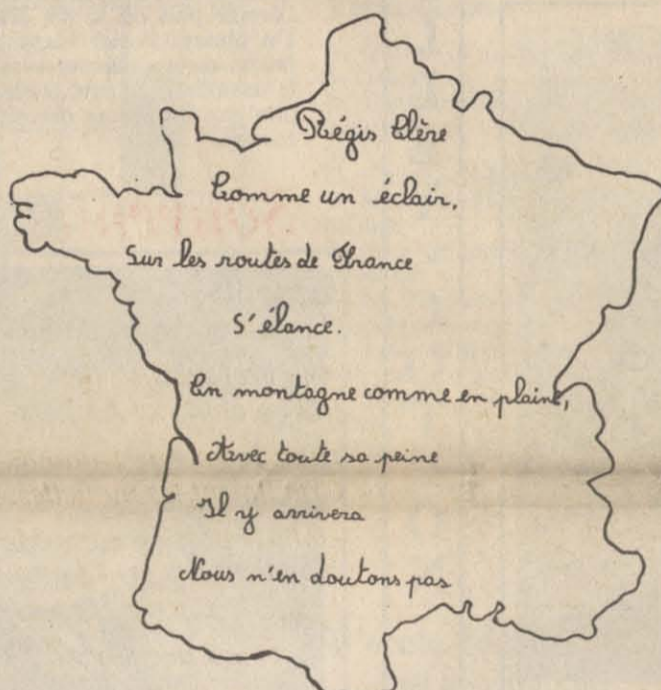 Régis Clère
Comme un éclair,
Sur les routes de France
S'élance.
En montagne comme en plaine,
Avec toute sa peine
Il y arrivera
Nous n'en doutons pas